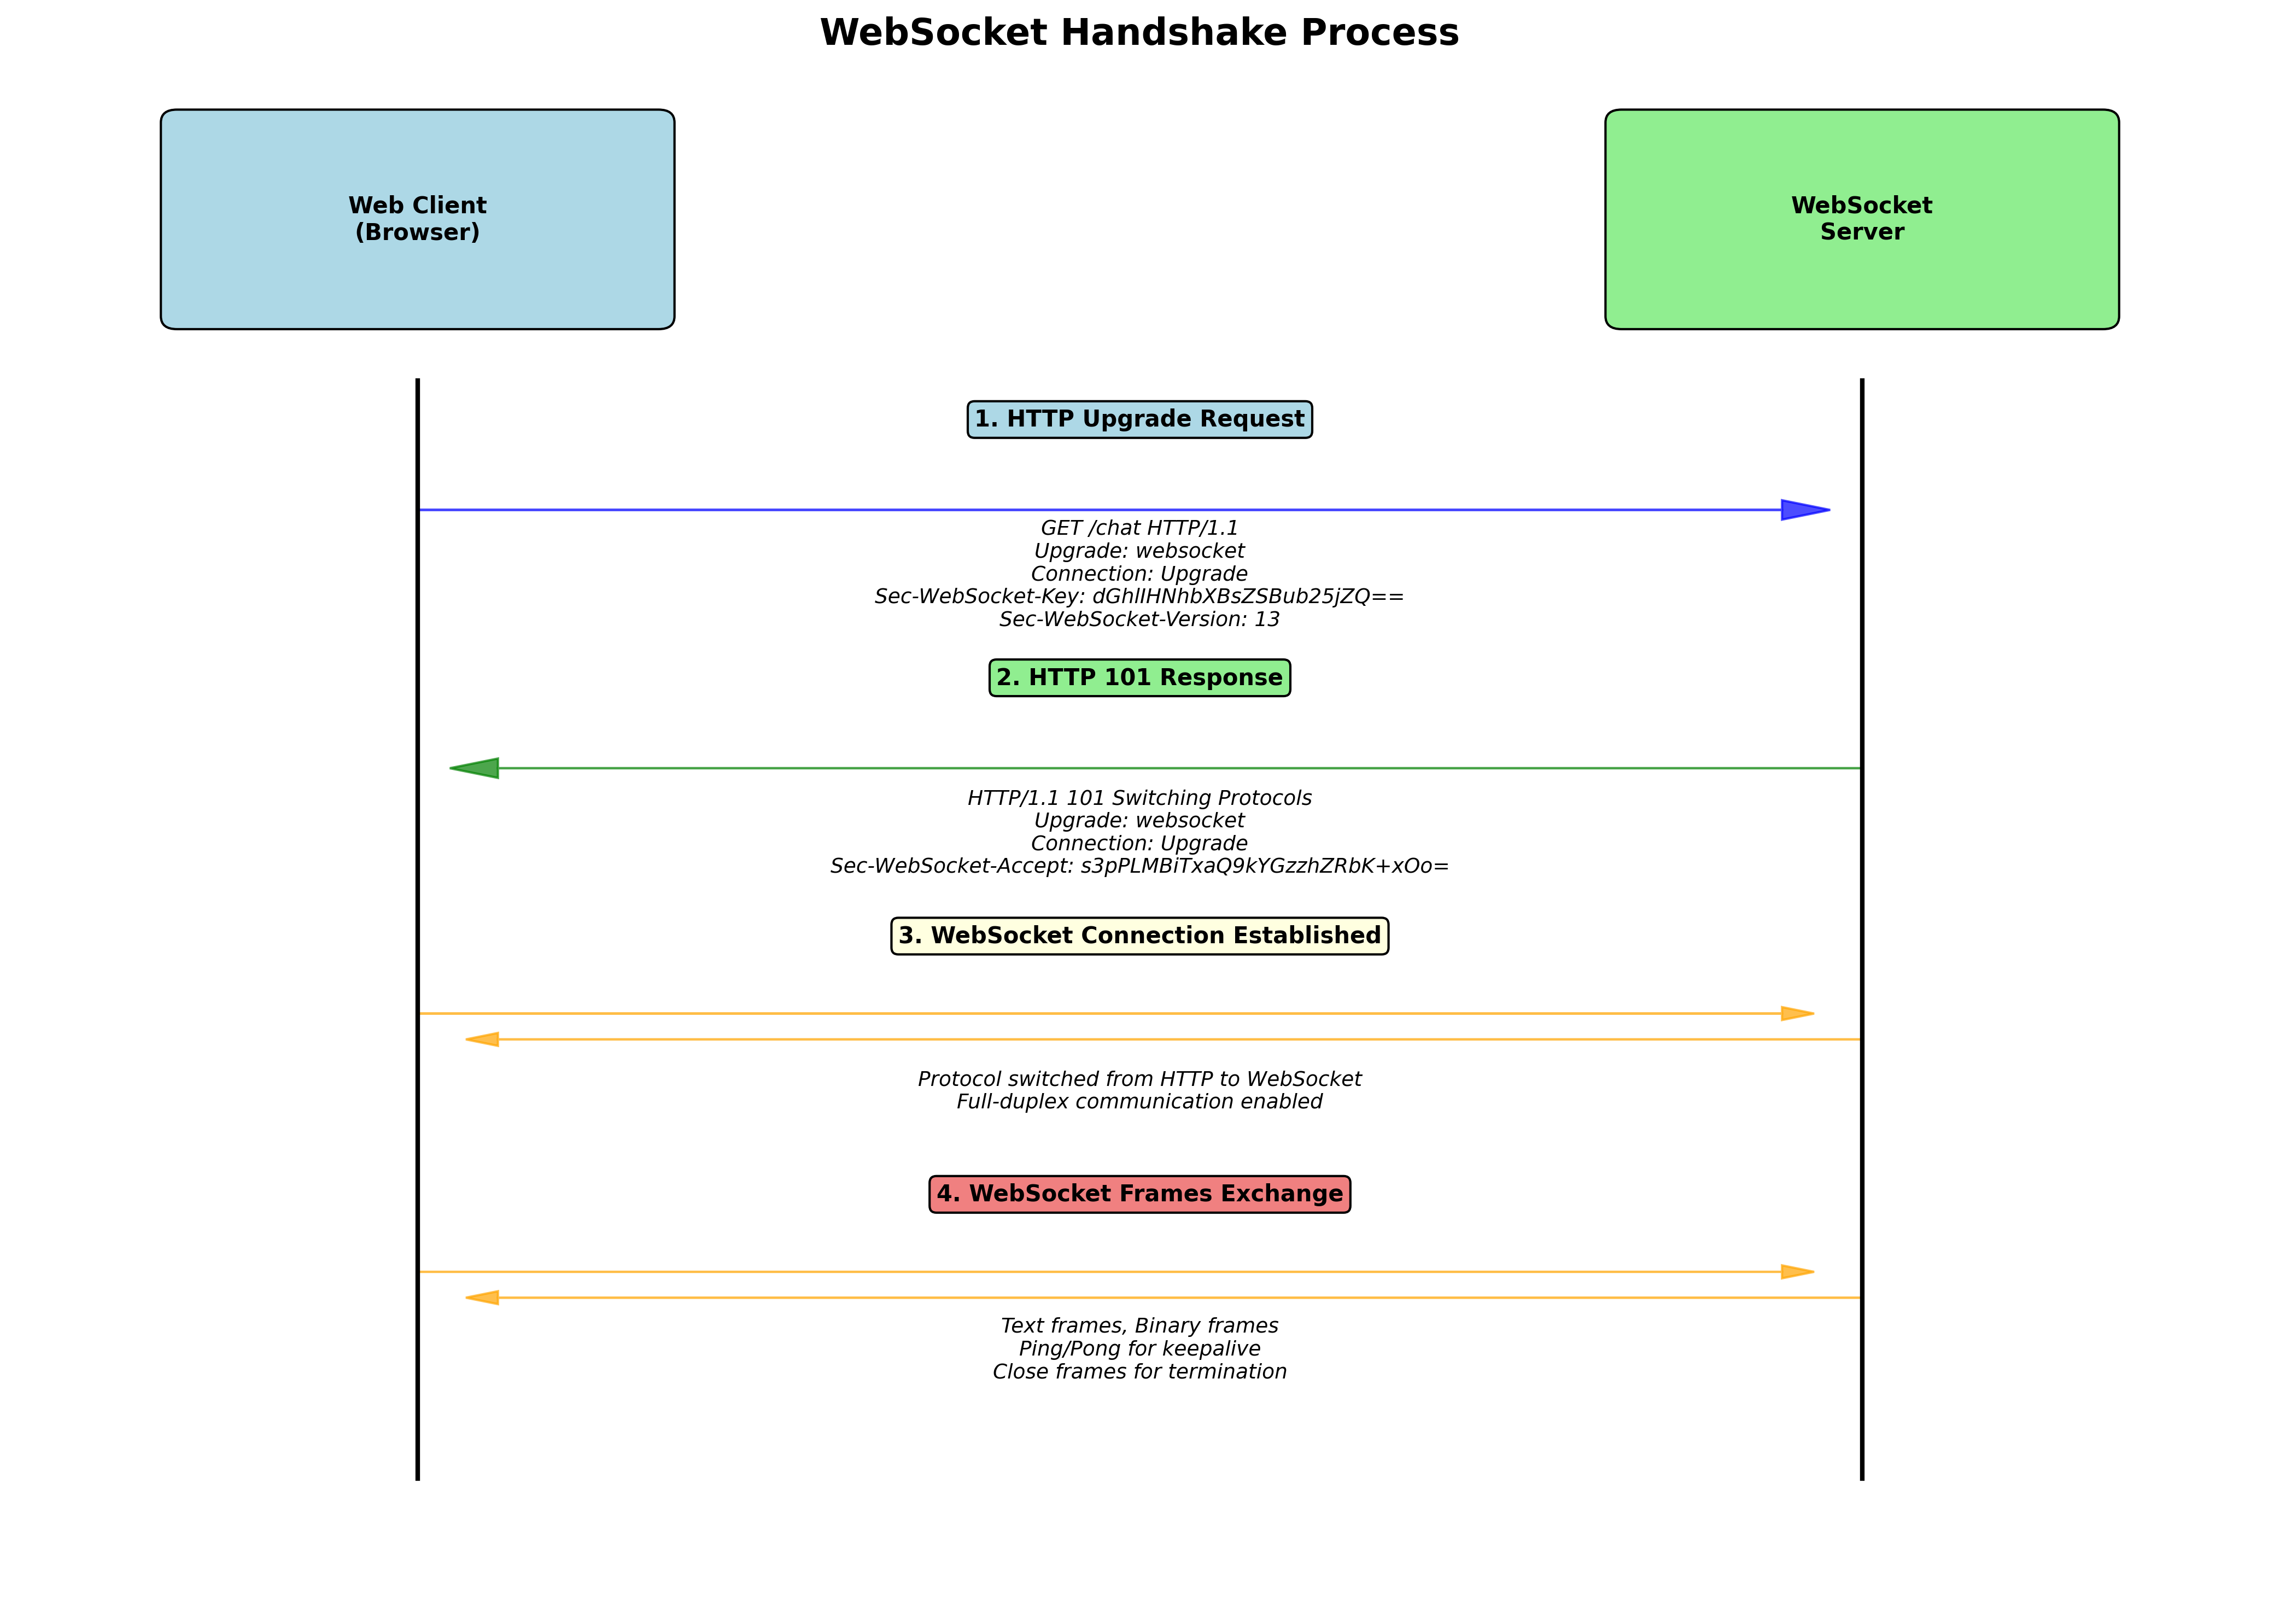 WebSocket Handshake Process
Web Client
(Browser)
WebSocket
Server
1. HTTP Upgrade Request
GET /chat HTTP/1.1
Upgrade: websocket
Connection: Upgrade
Sec-WebSocket-Key: dGhlIHNhbXBsZSBub25jZQ==
Sec-WebSocket-Version: 13
2. HTTP 101 Response
HTTP/1.1 101 Switching Protocols
Upgrade: websocket
Connection: Upgrade
Sec-WebSocket-Accept: s3pPLMBiTxaQ9kYGzzhZRbK+xOo=
3. WebSocket Connection Established
Protocol switched from HTTP to WebSocket
Full-duplex communication enabled
4. WebSocket Frames Exchange
Text frames, Binary frames
Ping/Pong for keepalive
Close frames for termination